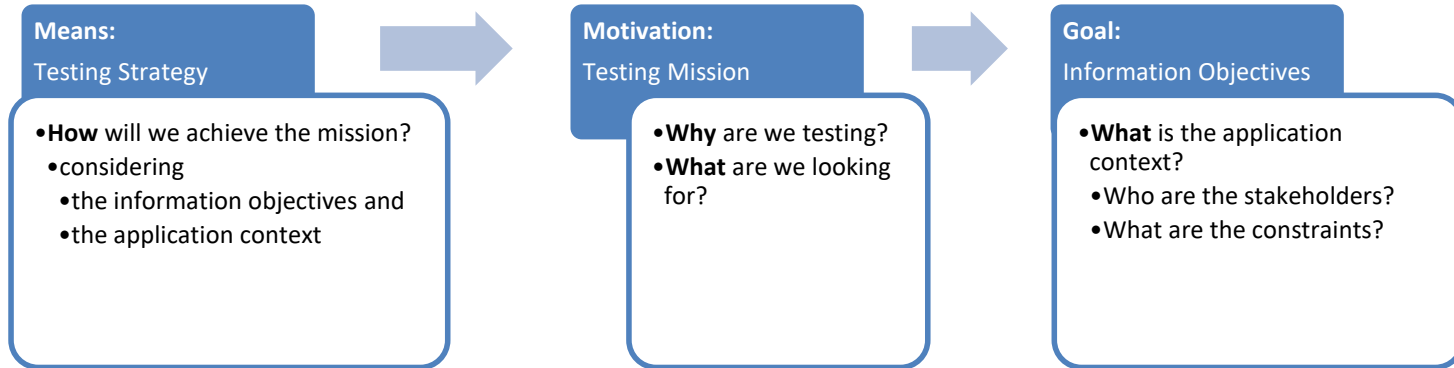 Means:
Testing Strategy
•How will we achieve the mission?
•considering
•the information objectives and
•the application context
Motivation:
Testing Mission
•Why are we testing?
•What are we looking
for?
Goal:
Information Objectives
•What is the application
context?
•Who are the stakeholders?
•What are the constraints?